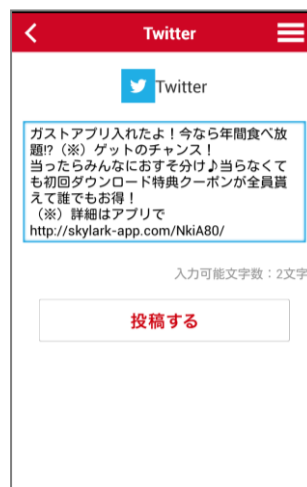 Twitter
Twitter
ガストアプリ入れたよ！今なら年間食べ放
題!?（※）ゲットのチャンス！
当ったらみんなにおすそ分け♪当らなくて
も初回ダウンロード特典クーポンが全員貰
えて誰でもお得！
（※）詳細はアプリで
http://skylark-app.com/NkiA80/
入力可能文字数：2文字
投稿する